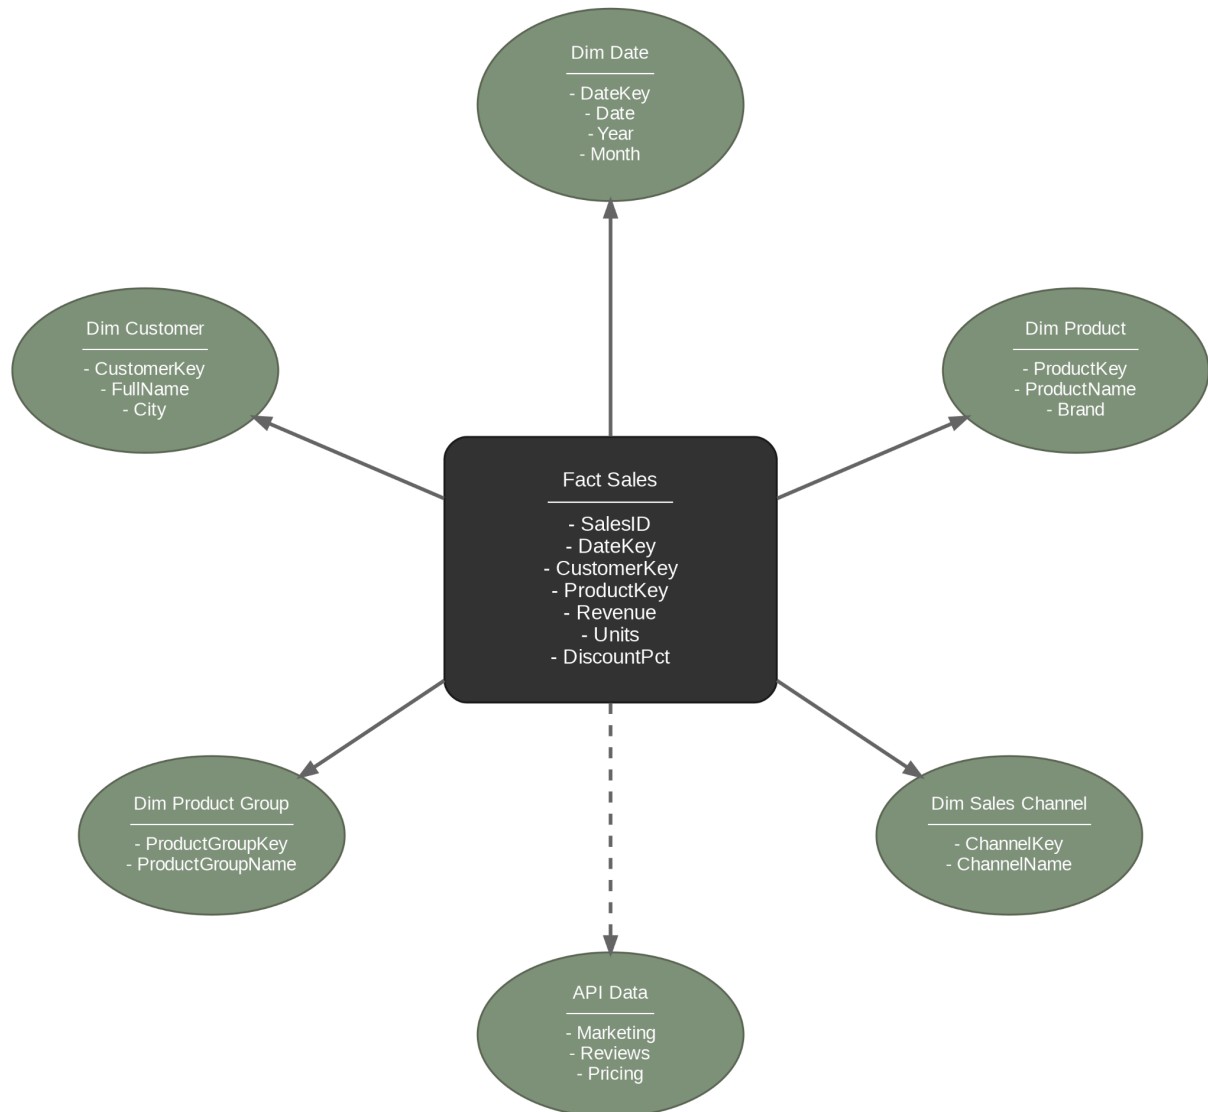 Dim Date
- DateKey
- Date
- Year
- Month
Dim Customer
- CustomerKey
- FullName
- City
Dim Product
- ProductKey
- ProductName
- Brand
Fact Sales
- SalesID
- DateKey
- CustomerKey
- ProductKey
- Revenue
- Units
- DiscountPct
Dim Product Group
- ProductGroupKey
- ProductGroupName
Dim Sales Channel
- ChannelKey
- ChannelName
API Data
- Marketing
- Reviews
- Pricing